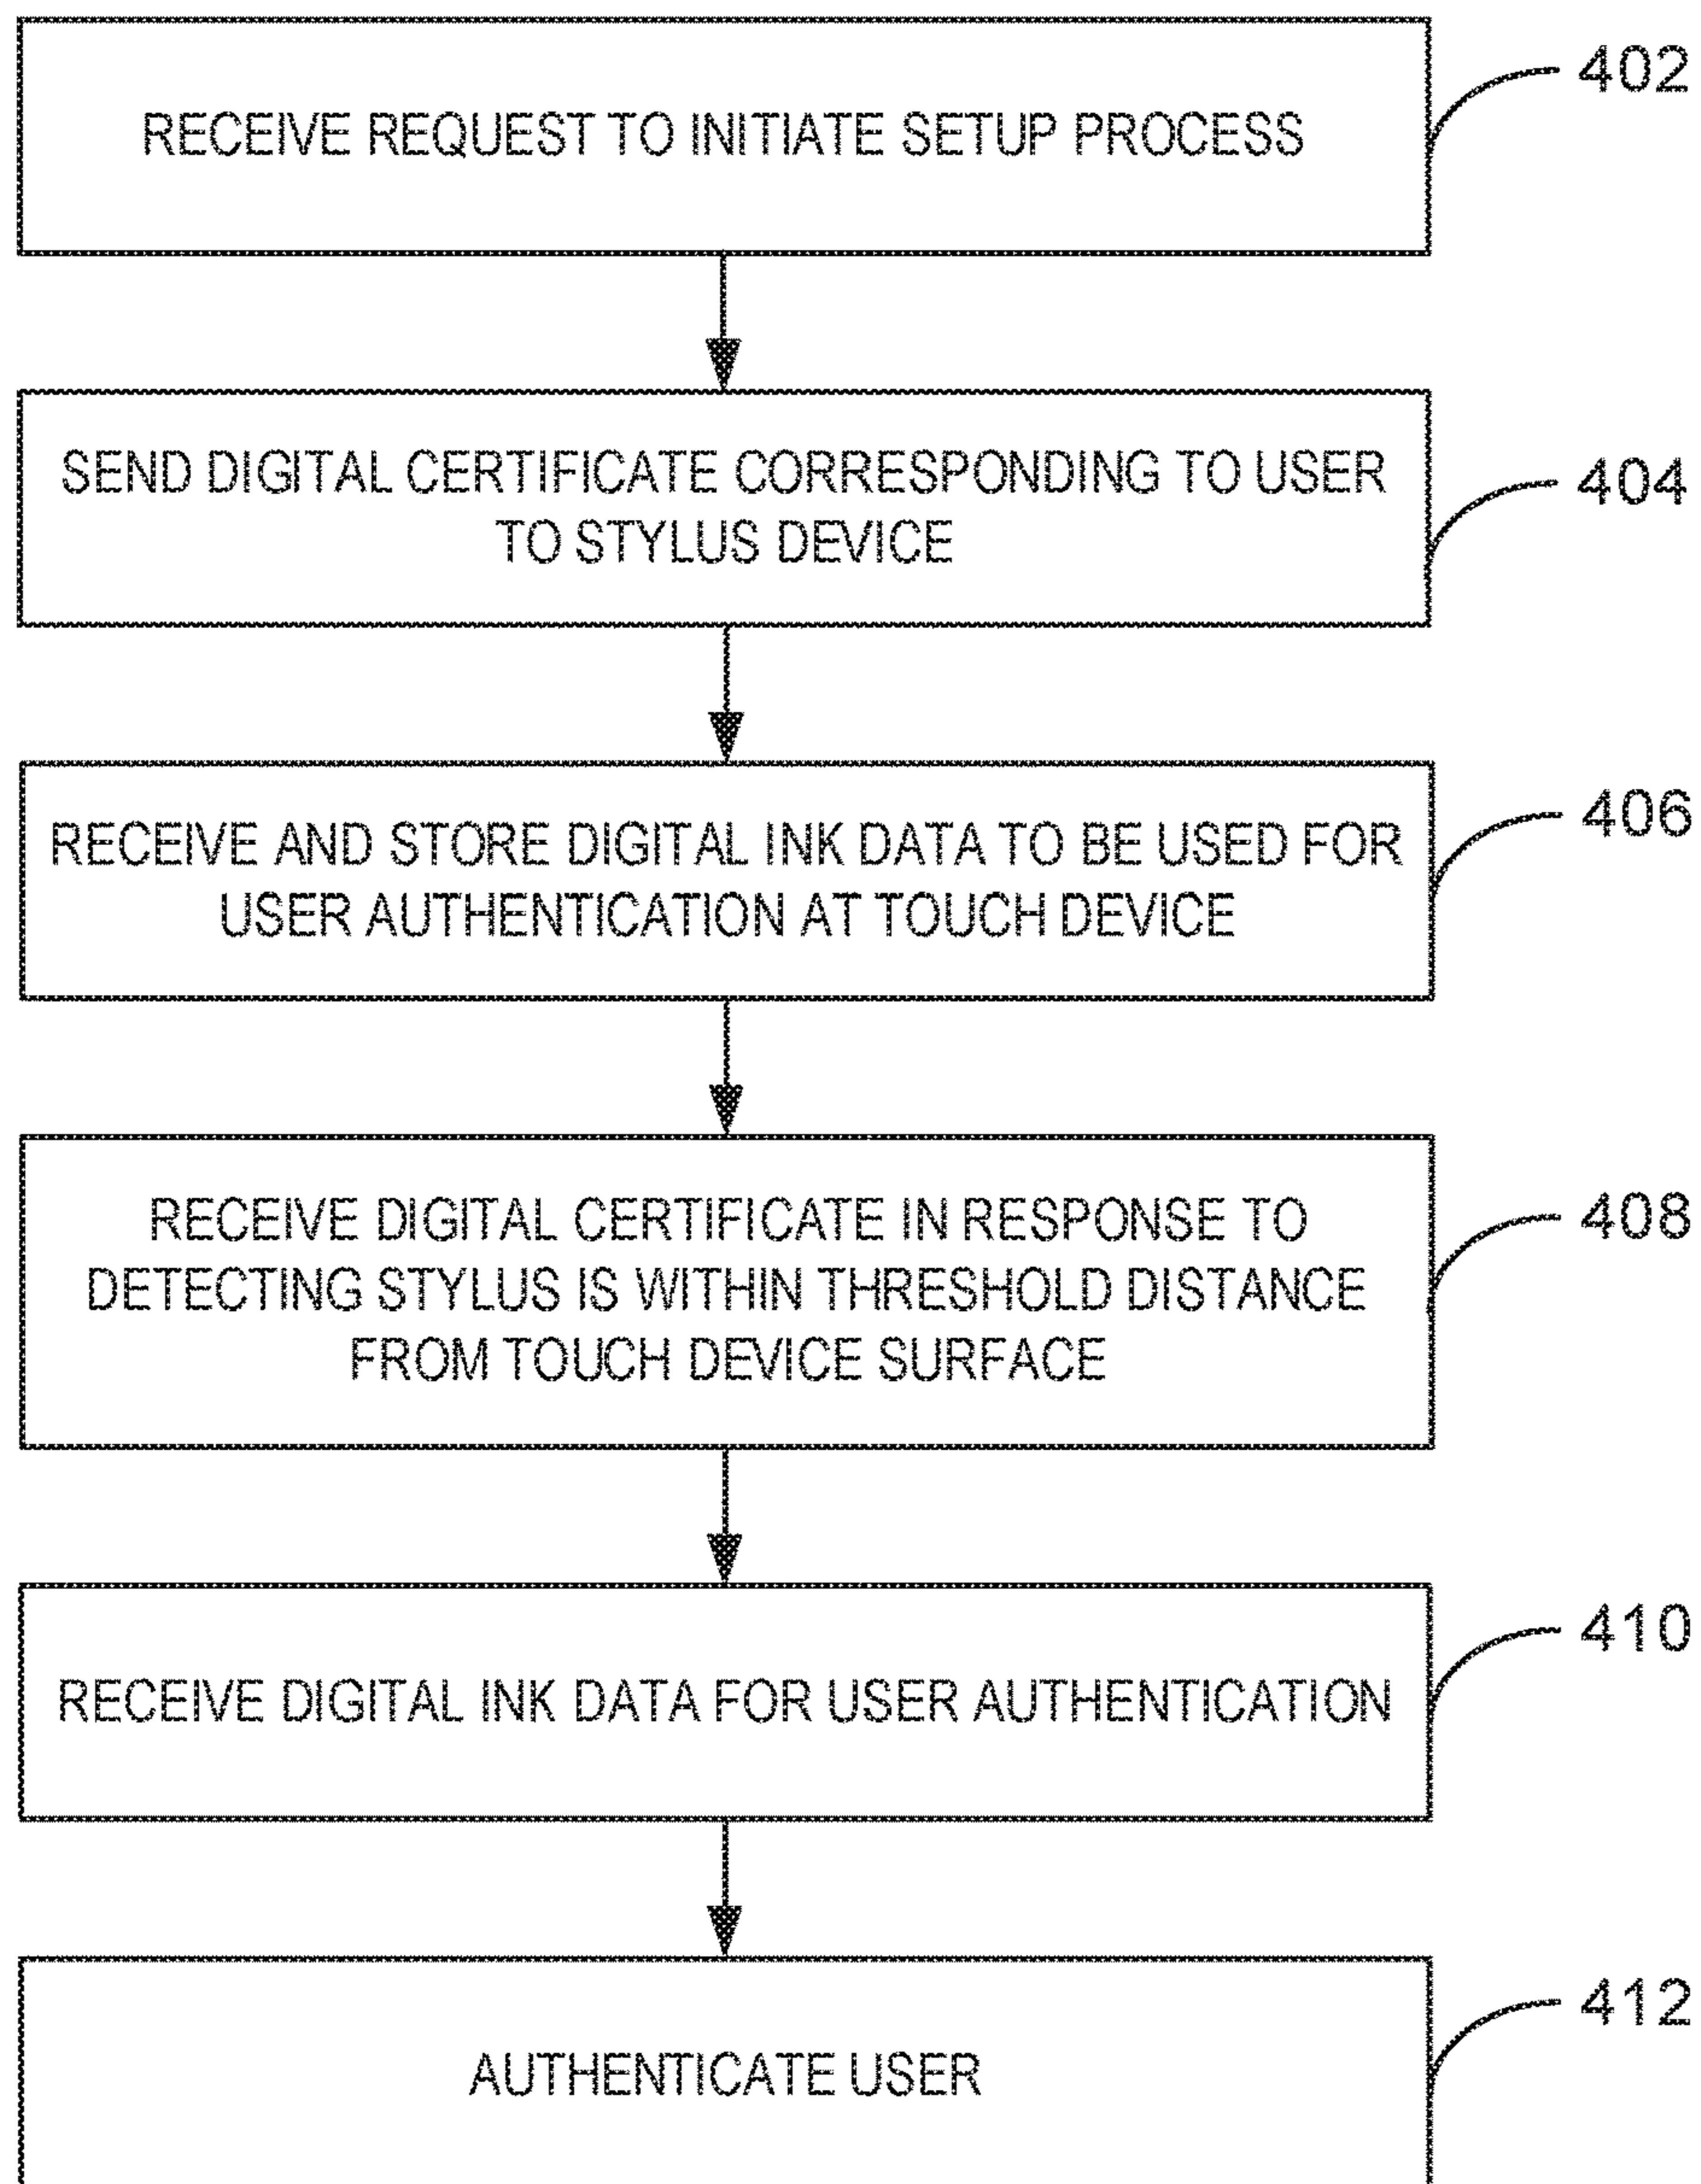 402
RECEIVE REQUEST TO INITIATE SETUP PROCESS
SEND DIGITAL CERTIFICATE CORRESPONDING TO USER
TO STYLUS DEVICE
404
RECEIVE AND STORE DIGITAL INK DATA TO BE USED FOR
USER AUTHENTICATION AT TOUCH DEVICE
406
RECEIVE DIGITAL CERTIFICATE IN RESPONSE TO
DETECTING STYLUS IS WITHIN THRESHOLD DISTANCE
FROM TOUCH DEVICE SURFACE
408
RECEIVE DIGITAL INK DATA FOR USER AUTHENTICATION
410
AUTHENTICATE USER
412